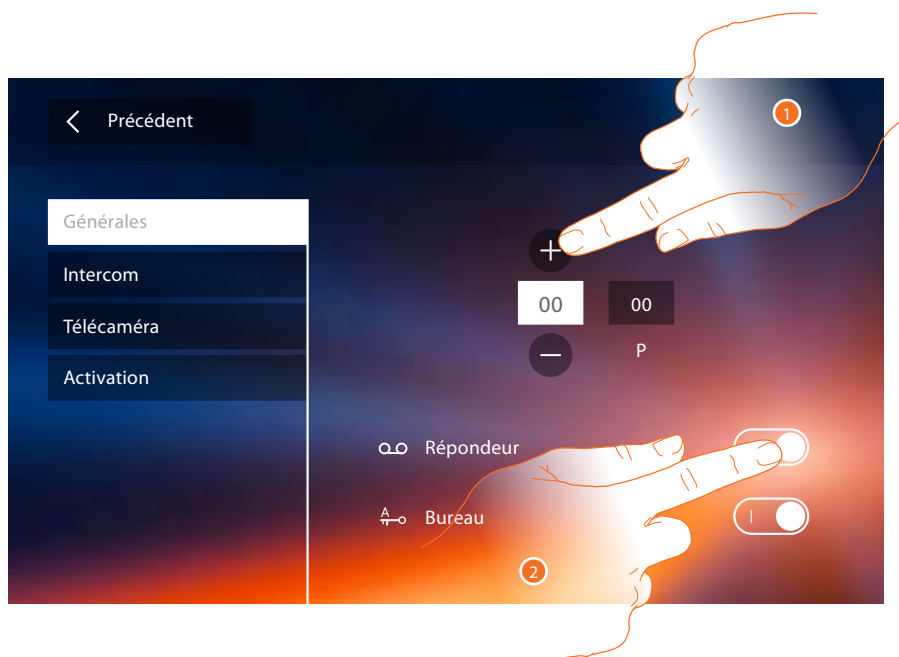 Précédent
1
Générales
Intercom
Télécaméra
Activation
+
00 00
— P
Répondeur
A Bureau
2